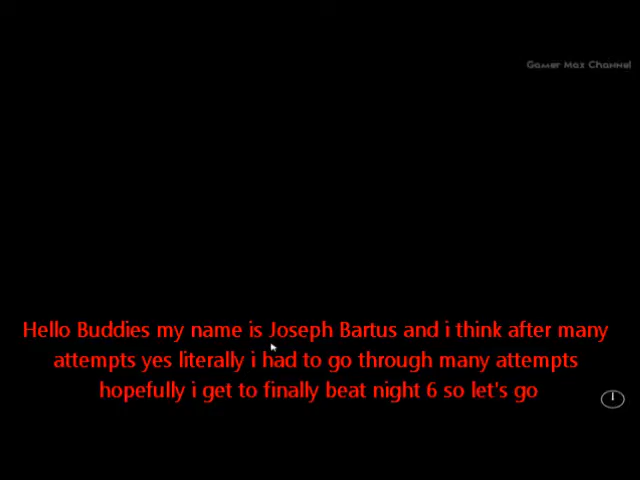 Gamer Max Channel
Hello Buddies my name is Joseph Bartus and i think after many
attempts yes literally i had to go through many attempts
hopefully i get to finally beat night 6 so let's go